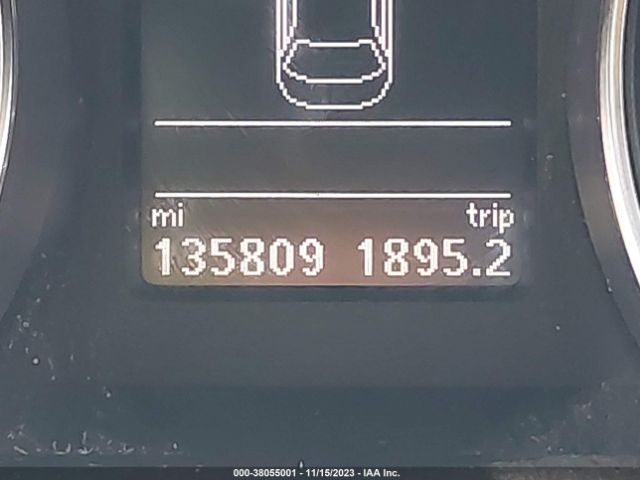 mi trip
135809 1895.2
000-38055001 - 11/15/2023 - IAA Inc.